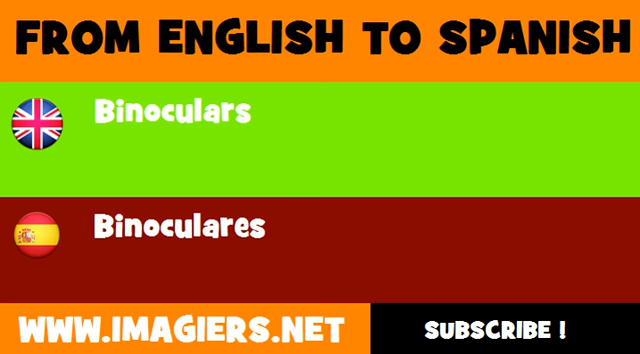 FROM ENGLISH TO SPANISH
Binoculars
Binoculares
WWW.IMAGIERS.NET
SUBSCRIBE !